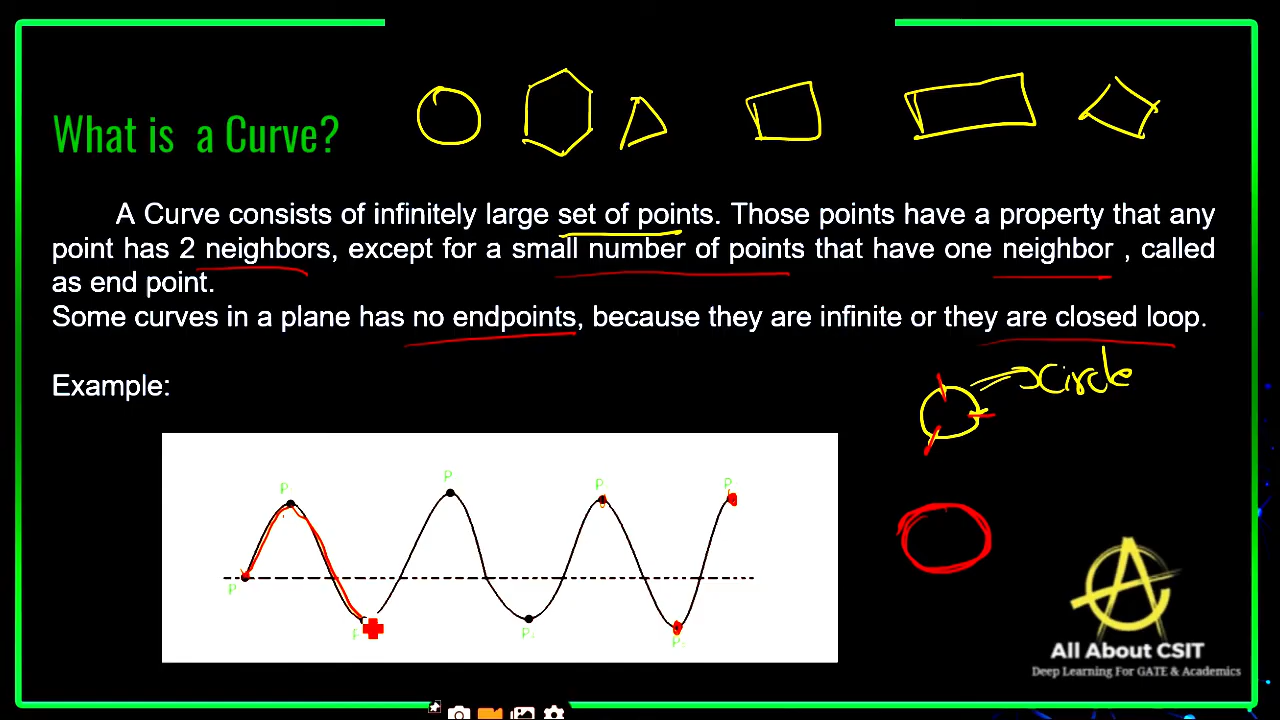 What is a Curve?
A Curve consists of infinitely large set of points. Those points have a property that any
point has 2 neighbors, except for a small number of points that have one neighbor , called
as end point.
Some curves in a plane has no endpoints, because they are infinite or they are closed loop.
Circle
Example:
P
P
P
P
P
P
All About CSIT
Deep Learning For GATE & Academics